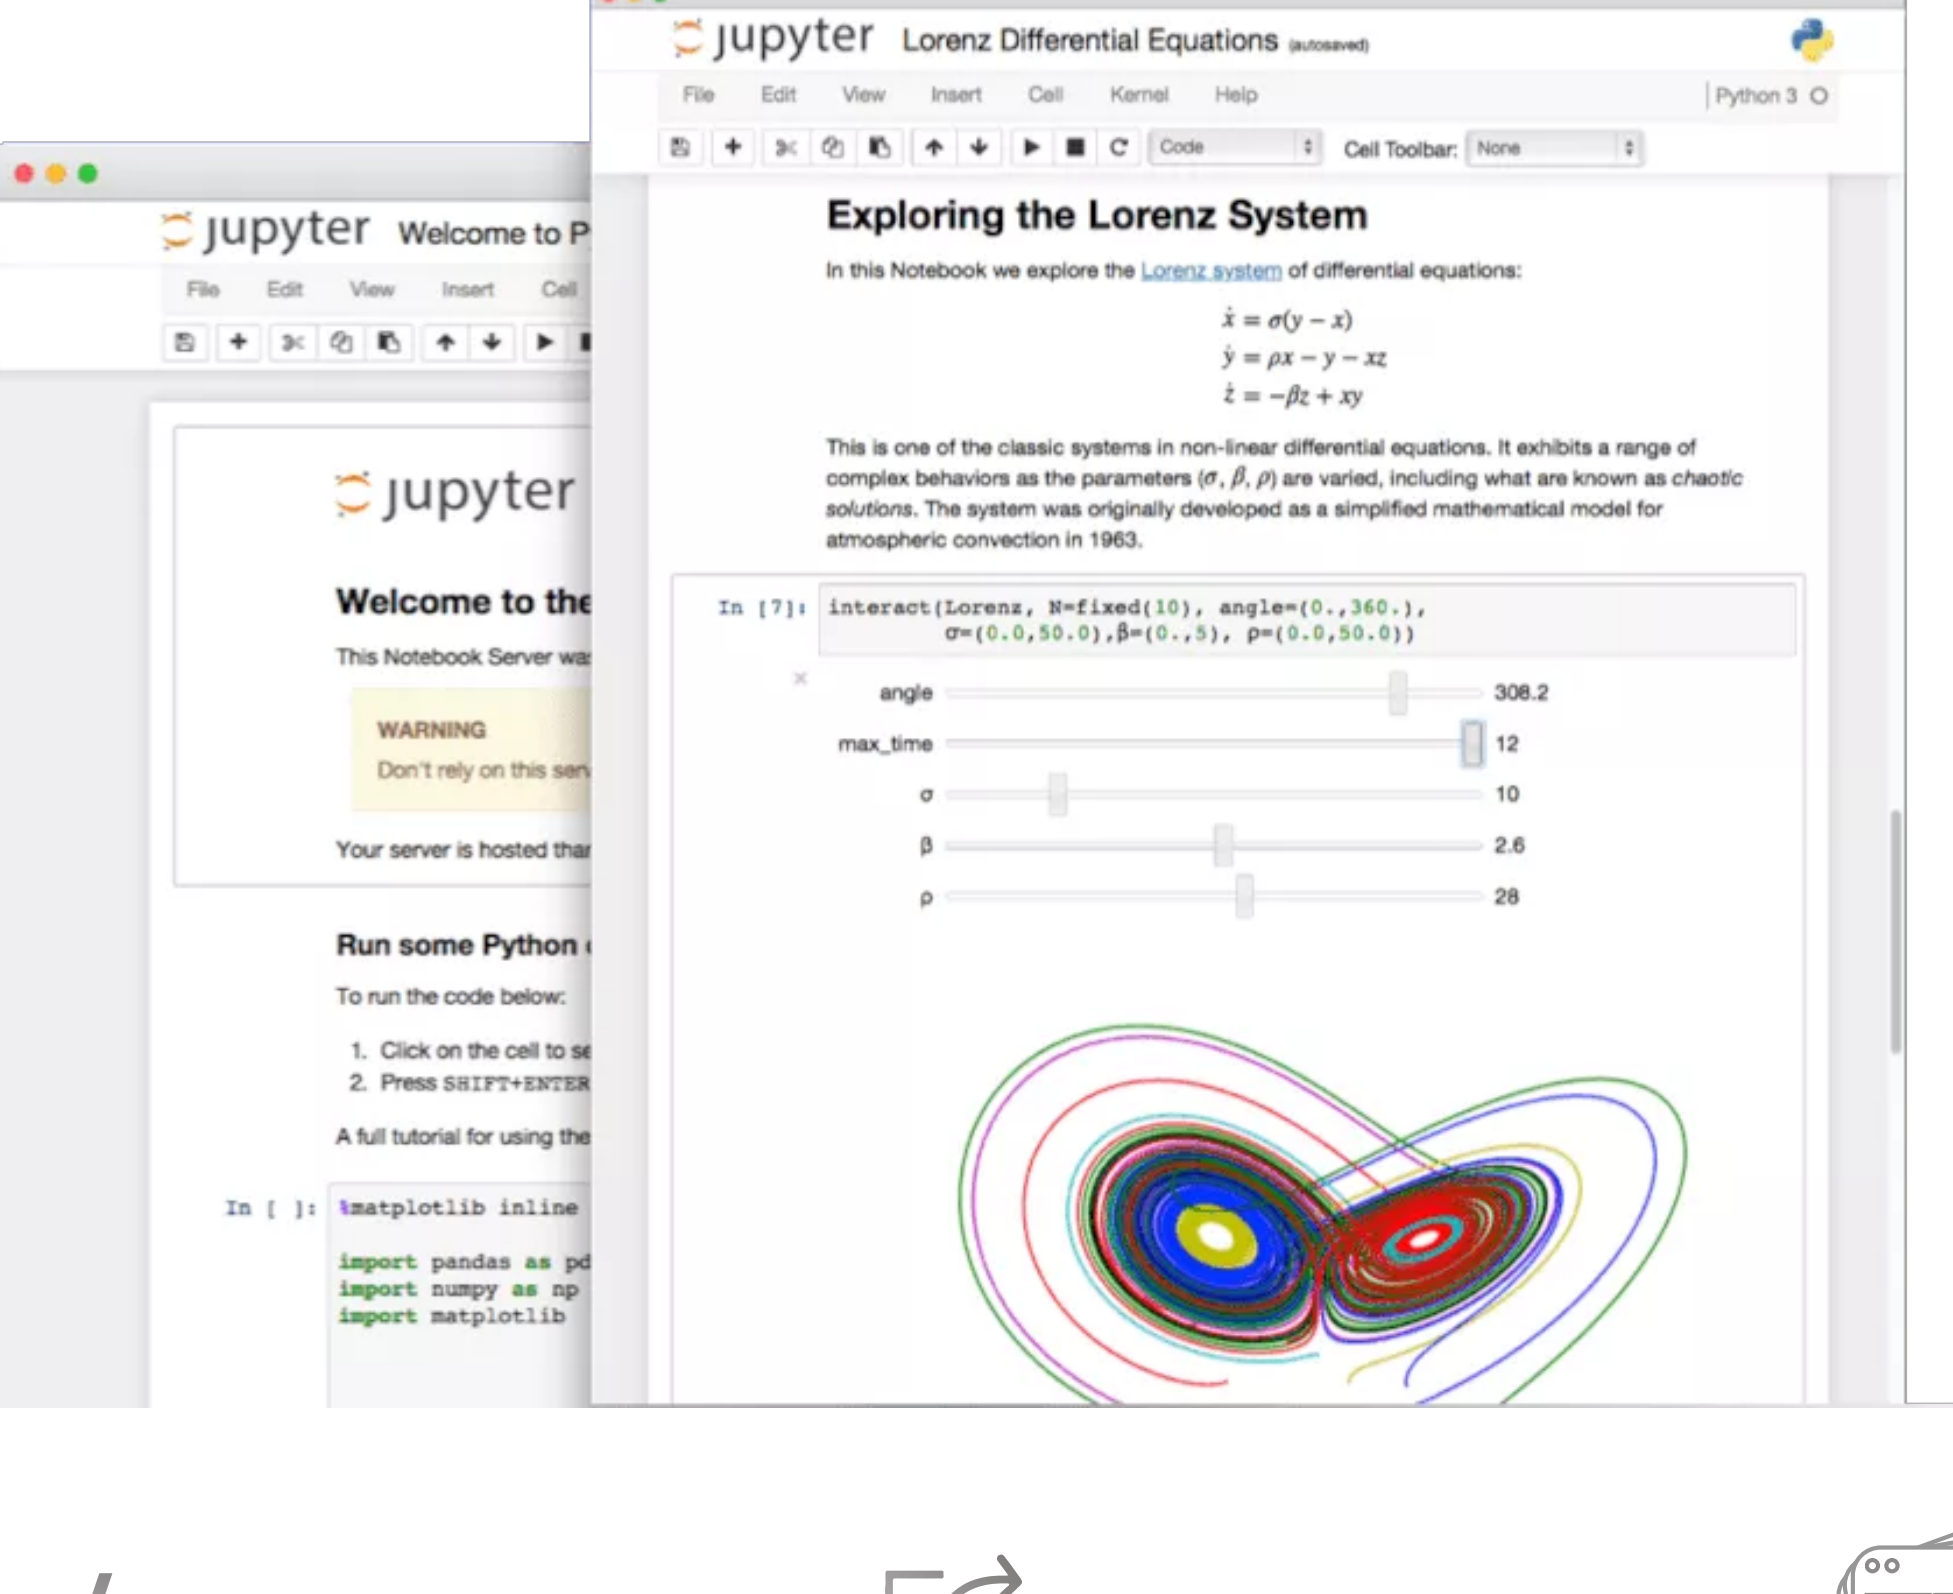 jupyter Lorenz Differential Equations (autosaved)
File Edit View Insert Cell Kernel Help Python 3
Code Cell Toolbar: None
Exploring the Lorenz System
In this Notebook we explore the Lorenz system of differential equations:
ẋ = σ(y − x)
ẏ = ρx − y − xz
ż = −βz + xy
This is one of the classic systems in non-linear differential equations. It exhibits a range of
complex behaviors as the parameters (σ, β, ρ) are varied, including what are known as chaotic
solutions. The system was originally developed as a simplified mathematical model for
atmospheric convection in 1963.
In [7]: interact(Lorenz, N=fixed(10), angle=(0.,360.),
σ=(0.0,50.0),β=(0.,5), ρ=(0.0,50.0))
×
angle 308.2
max_time 12
σ 10
β 2.6
ρ 28
jupyter Welcome to P
File Edit View Insert Cell
jupyter
Welcome to the
This Notebook Server was
WARNING
Don't rely on this serv
Your server is hosted than
Run some Python
To run the code below:
1. Click on the cell to se
2. Press SHIFT+ENTER
A full tutorial for using the
In [ ]: %matplotlib inline
import pandas as pd
import numpy as np
import matplotlib